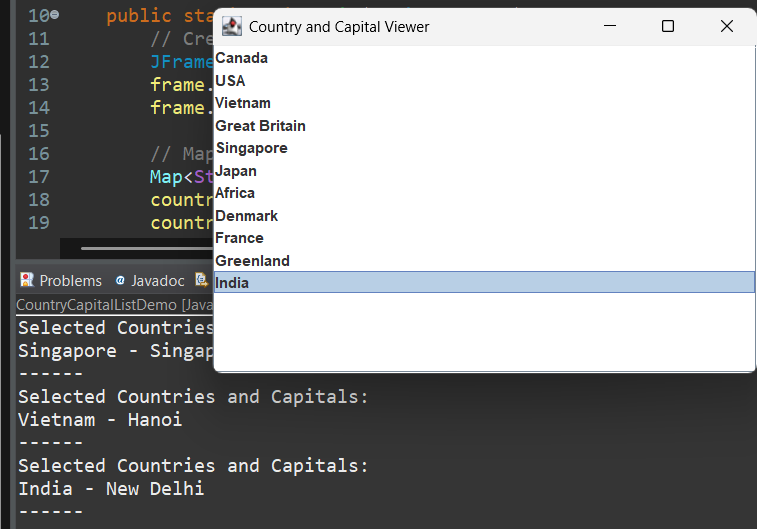 10 public sta
11 // Cre
12 JFrame
13 frame.
14 frame.
15
16 // Map
17 Map<St
18 countr
19 countr
Country and Capital Viewer
Canada
USA
Vietnam
Great Britain
Singapore
Japan
Africa
Denmark
France
Greenland
India
Problems @ Javadoc
CountryCapitalListDemo [Java
Selected Countries
Singapore - Singap
------
Selected Countries and Capitals:
Vietnam - Hanoi
------
Selected Countries and Capitals:
India - New Delhi
------